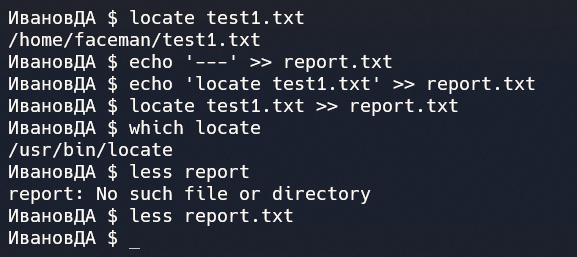 ИвановДА $ locate test1.txt
/home/faceman/test1.txt
ИвановДА $ echo '---' >> report.txt
ИвановДА $ echo 'locate test1.txt' >> report.txt
ИвановДА $ locate test1.txt >> report.txt
ИвановДА $ which locate
/usr/bin/locate
ИвановДА $ less report
report: No such file or directory
ИвановДА $ less report.txt
ИвановДА $ _